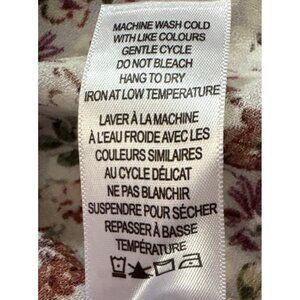 MACHINE WASH COLD
WITH LIKE COLOURS
GENTLE CYCLE
DO NOT BLEACH
HANG TO DRY
IRON AT LOW TEMPERATURE
LAVER À LA MACHINE
À L'EAU FROIDE AVEC LES
COULEURS SIMILAIRES
AU CYCLE DÉLICAT
NE PAS BLANCHIR
SUSPENDRE POUR SÉCHER
REPASSER À BASSE
TEMPÉRATURE